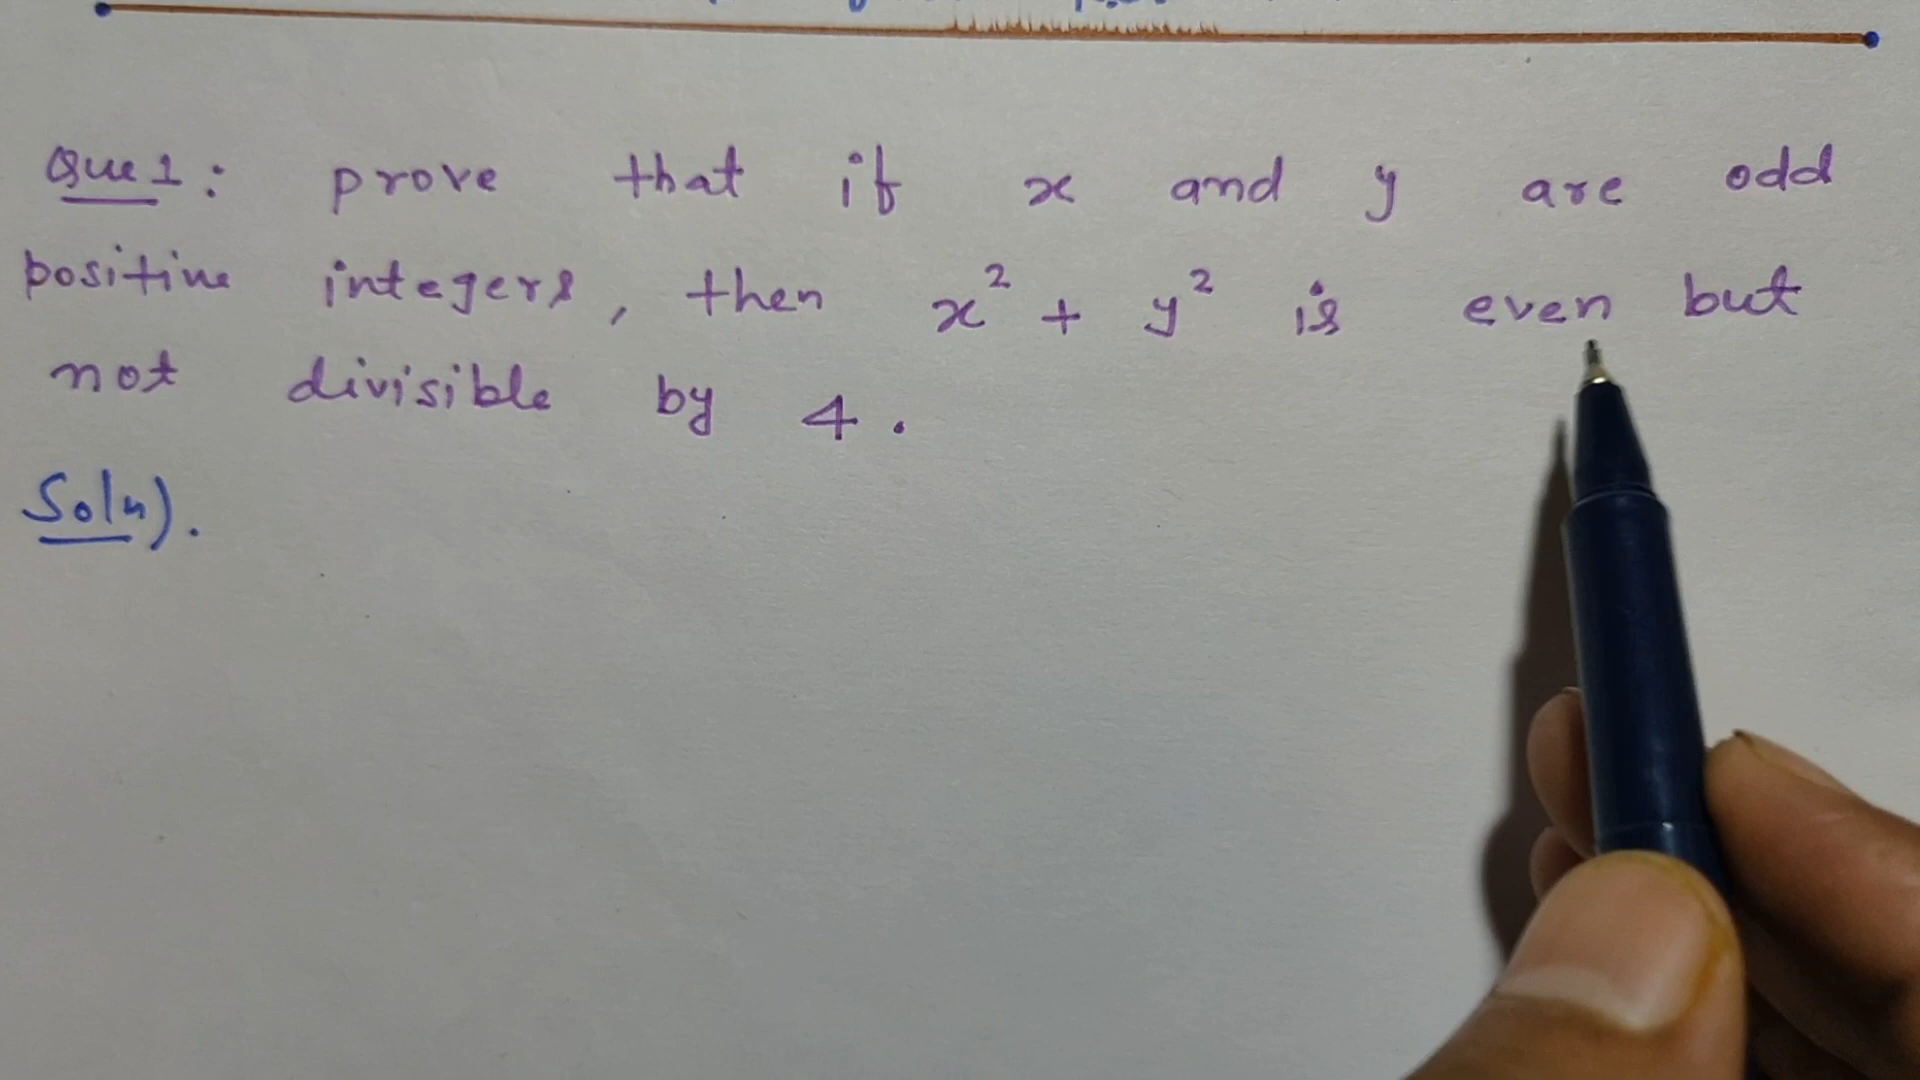 Que 1: prove that if x and y are odd
positive integers, then x² + y² is even but
not divisible by 4.
Soln).